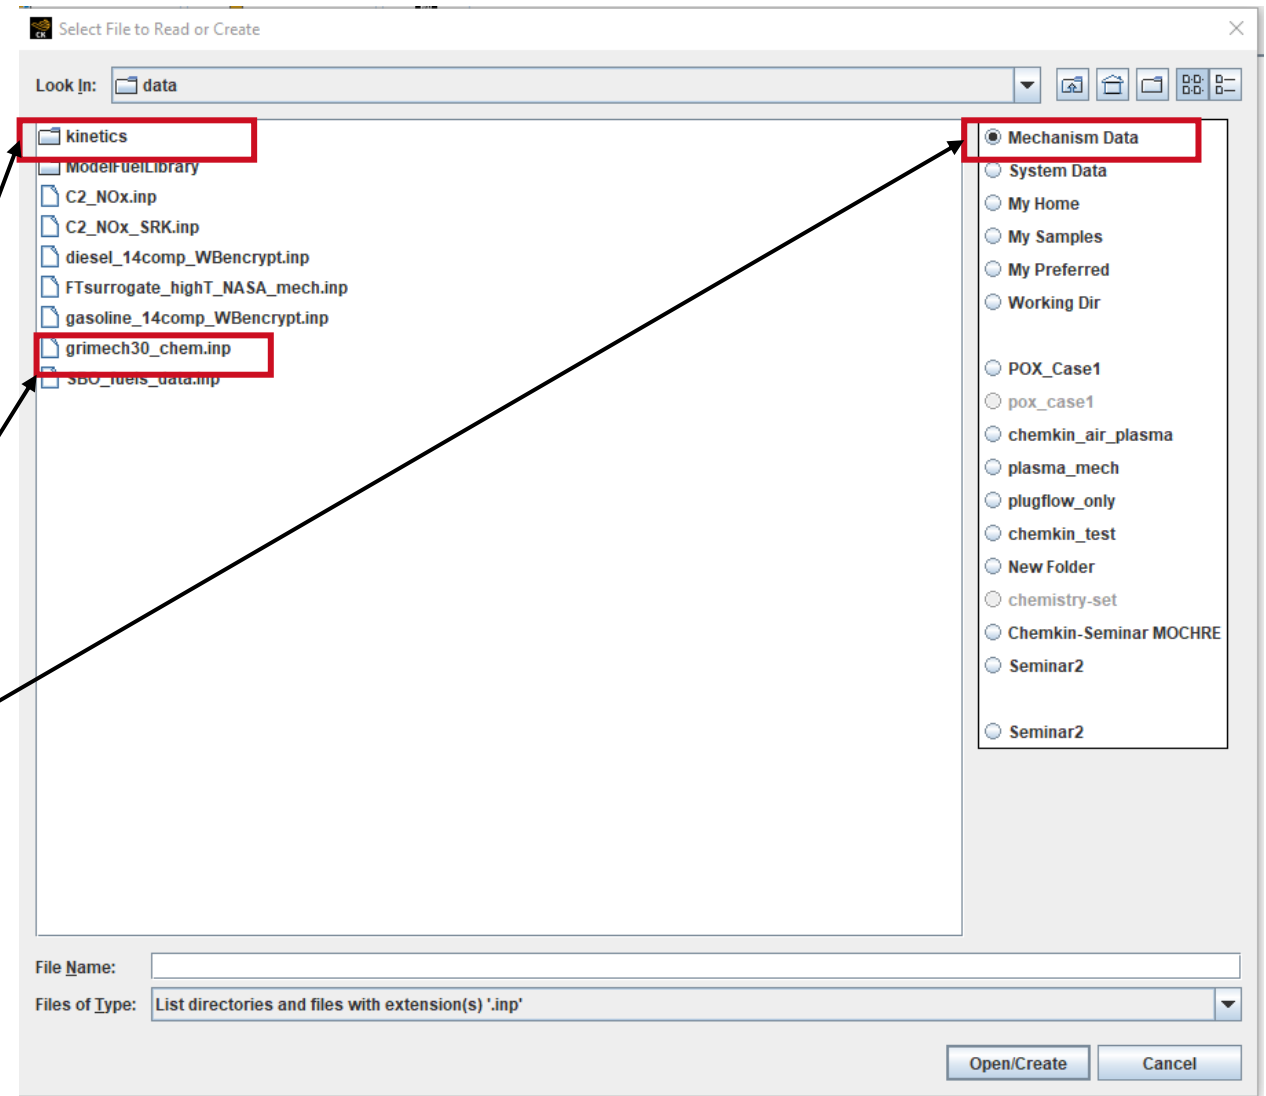 Select File to Read or Create
Look In: data
kinetics
ModelFuelLibrary
C2_NOx.inp
C2_NOx_SRK.inp
diesel_14comp_WBencrypt.inp
FTsurrogate_highT_NASA_mech.inp
gasoline_14comp_WBencrypt.inp
grimech30_chem.inp
SBO_fuels_data.inp
Mechanism Data
System Data
My Home
My Samples
My Preferred
Working Dir
POX_Case1
pox_case1
chemkin_air_plasma
plasma_mech
plugflow_only
chemkin_test
New Folder
chemistry-set
Chemkin-Seminar MOCHRE
Seminar2
Seminar2
File Name:
Files of Type: List directories and files with extension(s) '.inp'
Open/Create Cancel